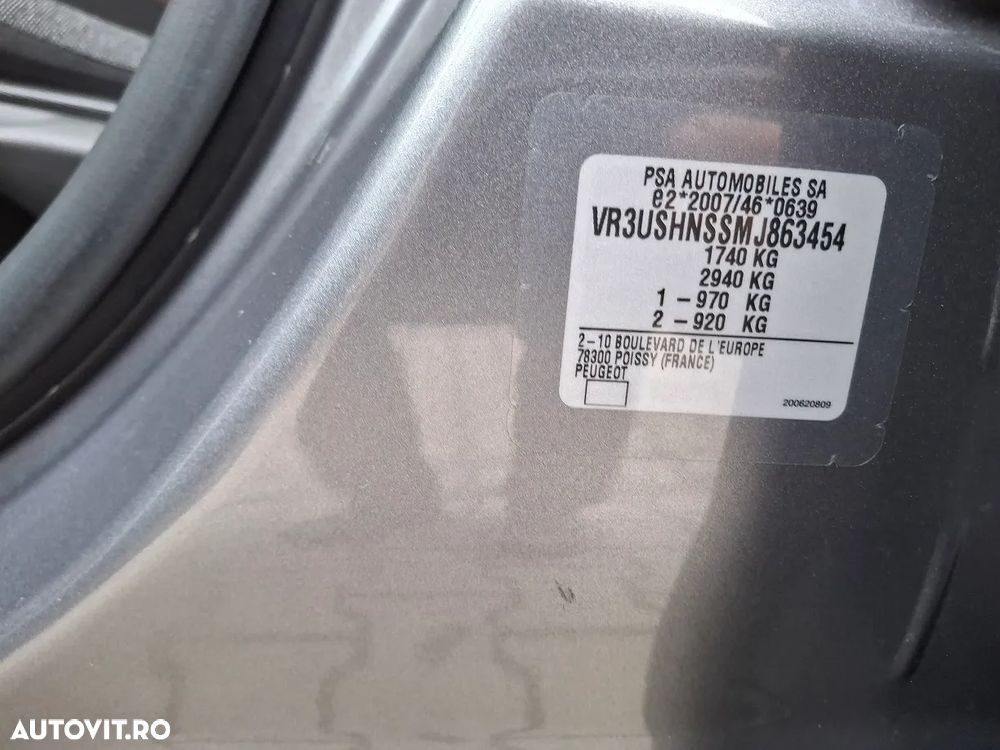 PSA AUTOMOBILES SA
e2*2007/46*0639
VR3USHNSSMJ863454
1740 KG
2940 KG
1 – 970 KG
2 – 920 KG
2–10 BOULEVARD DE L'EUROPE
78300 POISSY (FRANCE)
PEUGEOT
200620809
AUTOVIT.RO